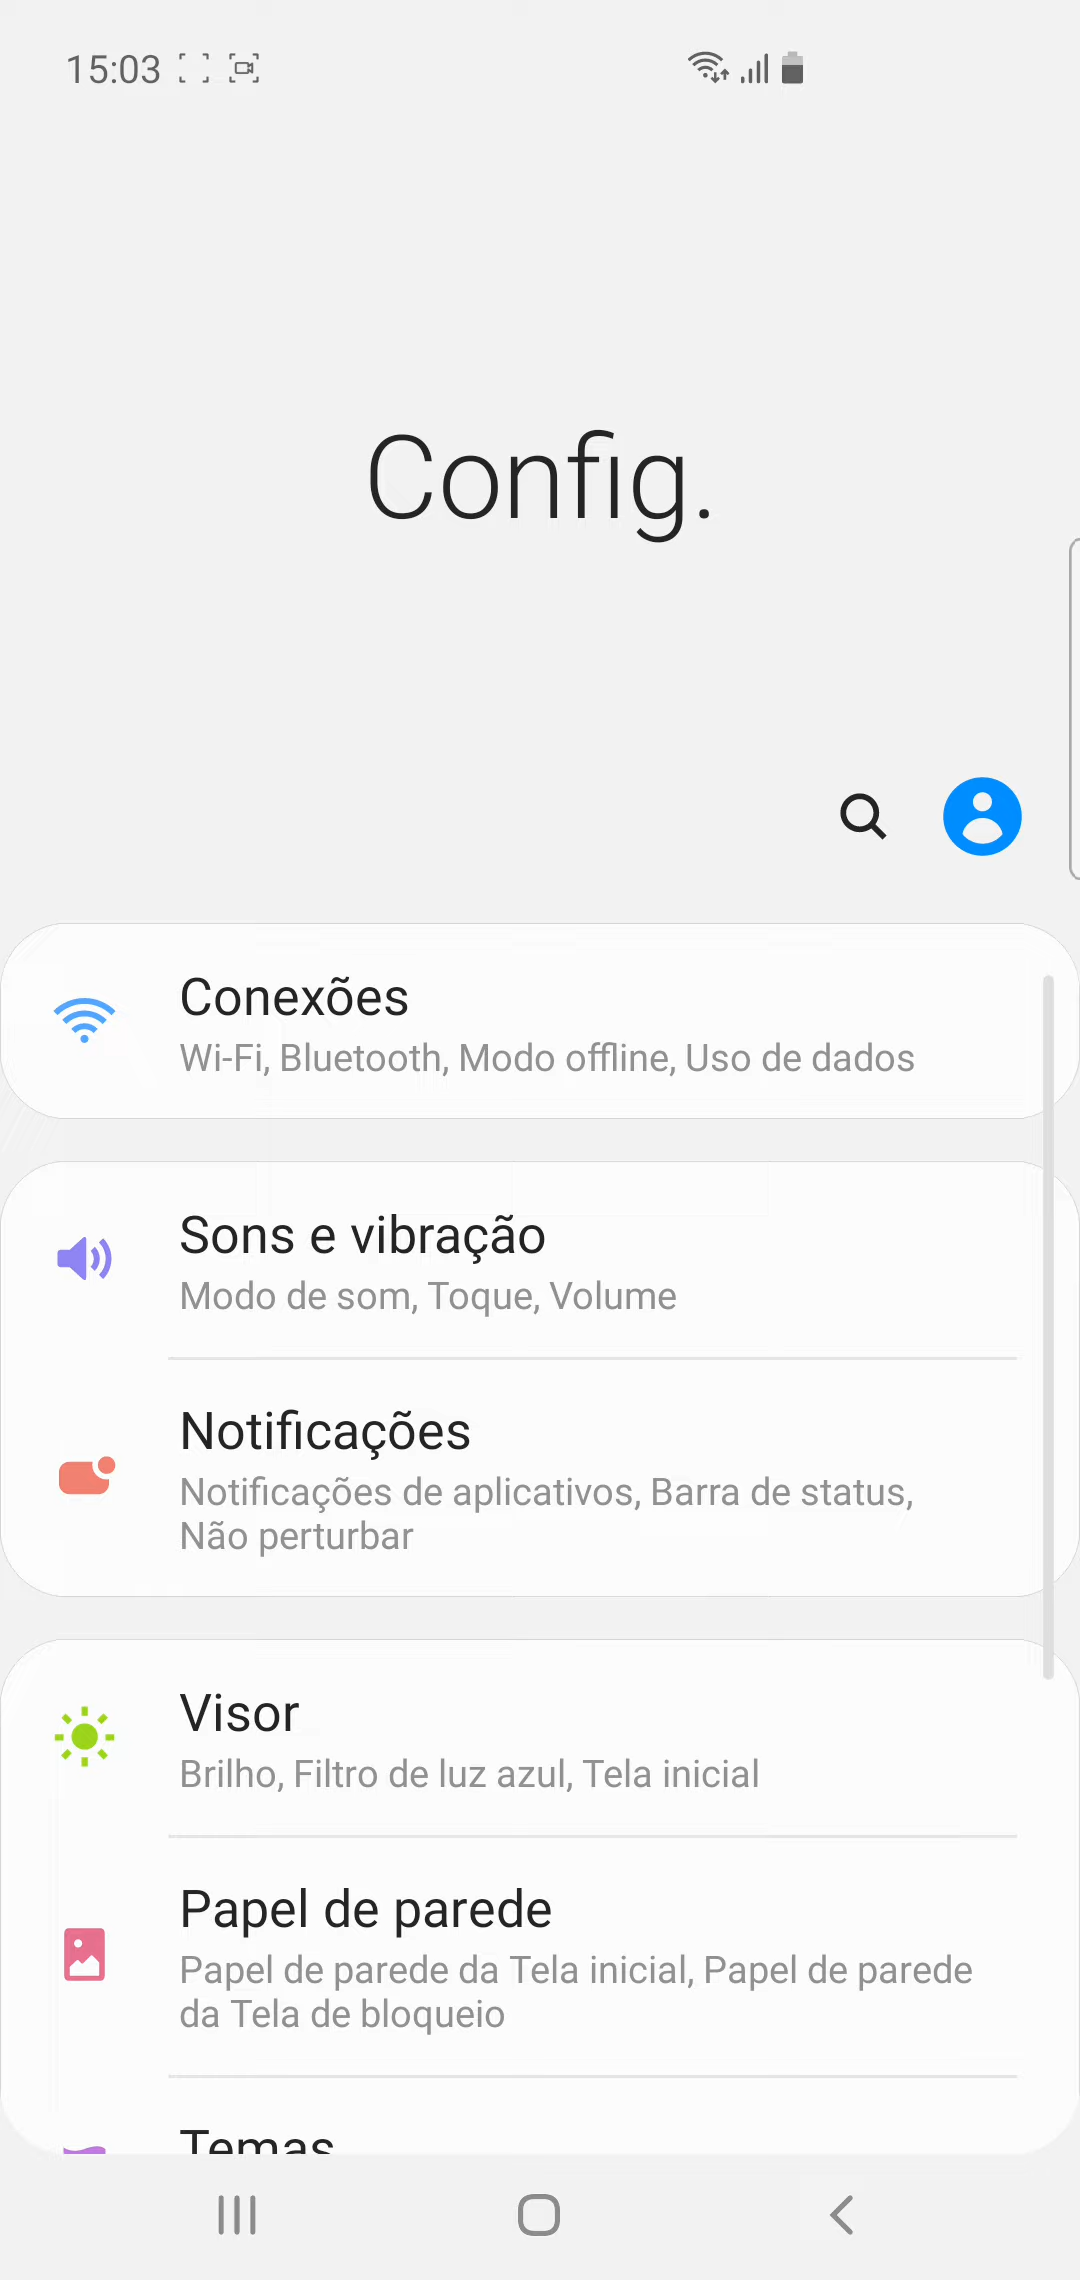 15:03
Config.
Conexões
Wi-Fi, Bluetooth, Modo offline, Uso de dados
Sons e vibração
Modo de som, Toque, Volume
Notificações
Notificações de aplicativos, Barra de status,
Não perturbar
Visor
Brilho, Filtro de luz azul, Tela inicial
Papel de parede
Papel de parede da Tela inicial, Papel de parede
da Tela de bloqueio
Temas